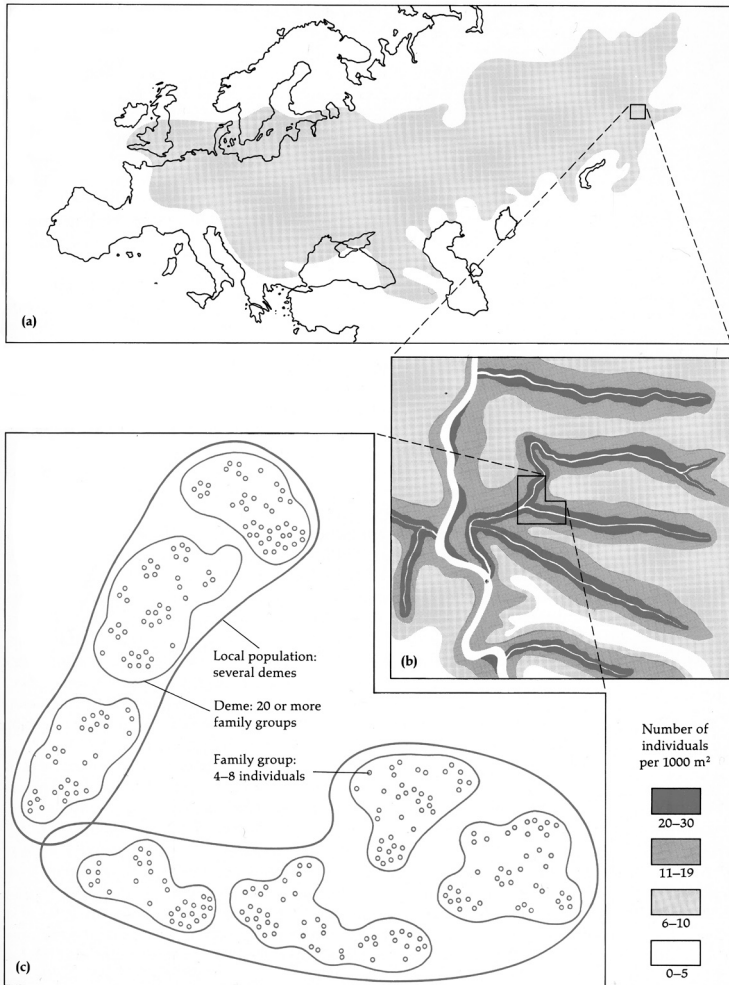 (a)
(b)
Local population:
several demes
Deme: 20 or more
family groups
Family group:
4–8 individuals
(c)
Number of
individuals
per 1000 m²
20–30
11–19
6–10
0–5